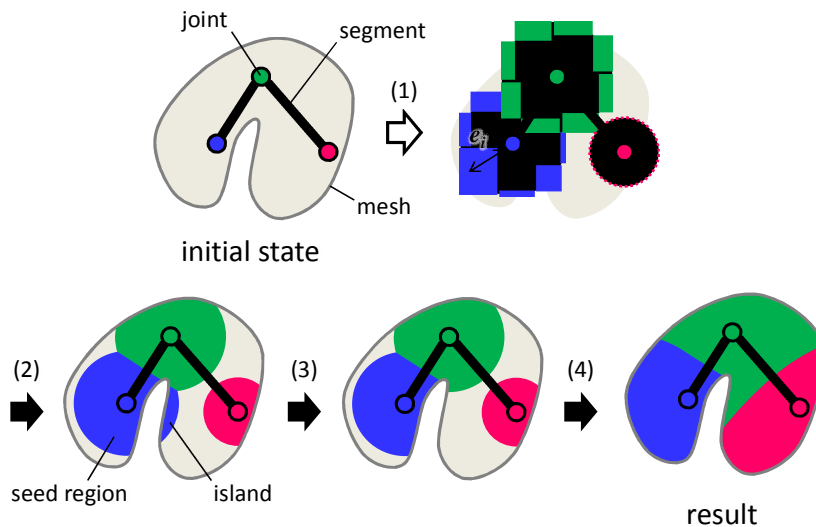 joint
segment
(1)
e_i
mesh
initial state
(2)
(3)
(4)
seed region
island
result